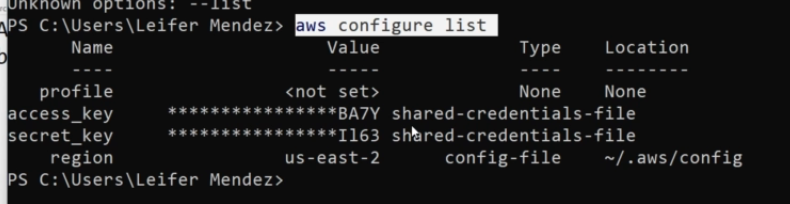 Unknown options: --list
PS C:\Users\Leifer Mendez> aws configure list
Name Value Type Location
---- ----- ---- --------
profile <not set> None None
access_key ****************BA7Y shared-credentials-file
secret_key ****************Il63 shared-credentials-file
region us-east-2 config-file ~/.aws/config
PS C:\Users\Leifer Mendez>